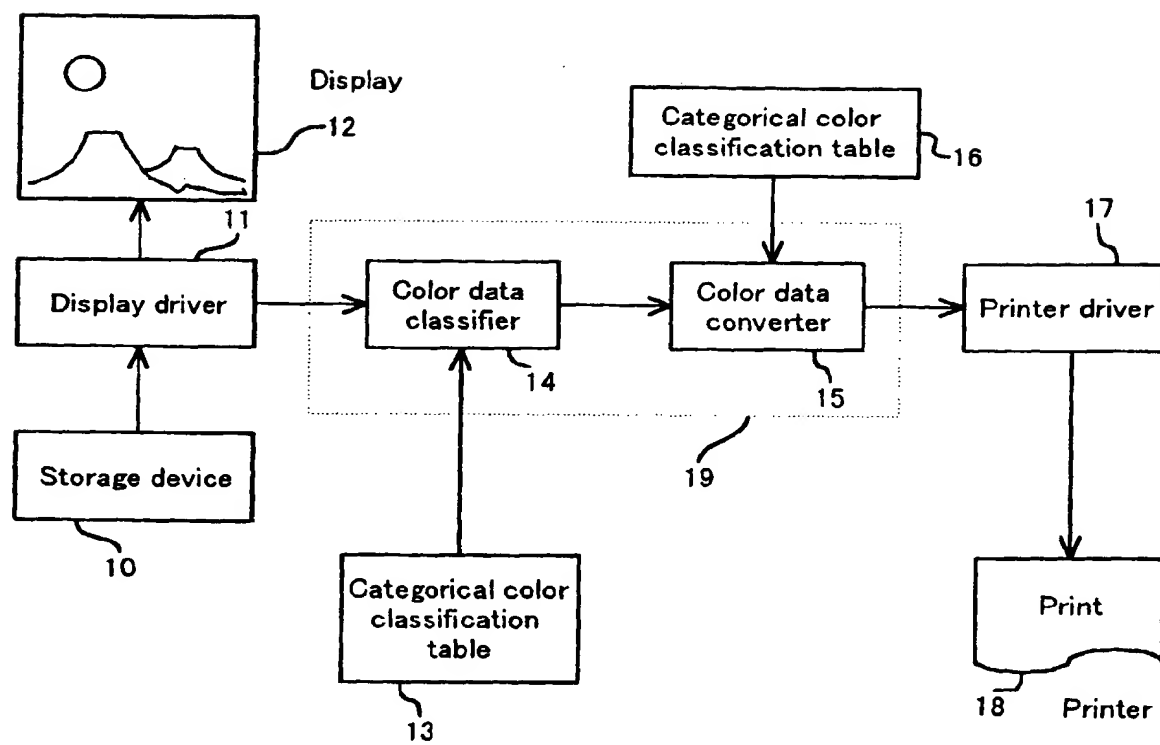 Display
12
Categorical color
classification table
16
11
17
Display driver
Color data
classifier
14
Color data
converter
15
Printer driver
19
Storage device
10
Categorical color
classification
table
13
Print
18
Printer